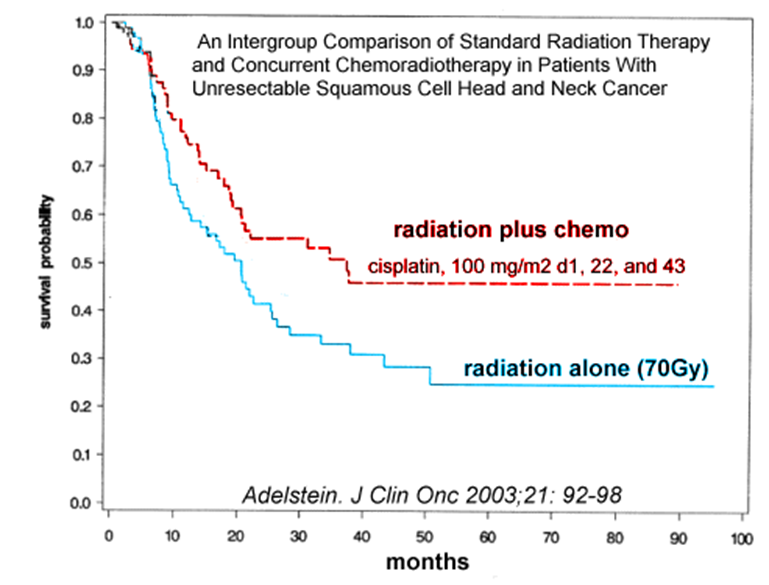 An Intergroup Comparison of Standard Radiation Therapy
and Concurrent Chemoradiotherapy in Patients With
Unresectable Squamous Cell Head and Neck Cancer
1.0
0.9
0.8
0.7
0.6
0.5
0.4
0.3
0.2
0.1
0.0
survival probability
radiation plus chemo
cisplatin, 100 mg/m2 d1, 22, and 43
radiation alone (70Gy)
Adelstein. J Clin Onc 2003;21: 92-98
0 10 20 30 40 50 60 70 80 90 100
months